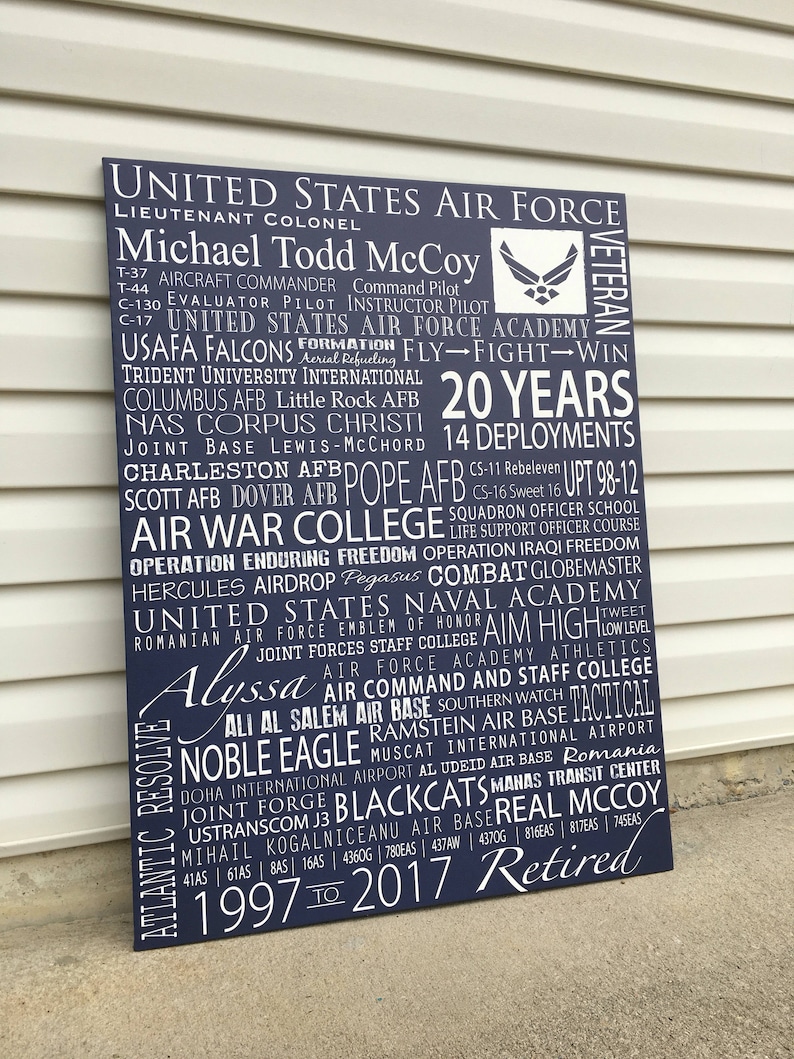 United States Air Force
Lieutenant Colonel
Michael Todd McCoy
VETERAN
T-37 AIRCRAFT COMMANDER Command Pilot
T-44
C-130 Evaluator Pilot INSTRUCTOR PILOT
C-17 UNITED STATES AIR FORCE ACADEMY
USAFA FALCONS FORMATION Aerial Refueling FLY→FIGHT→WIN
TRIDENT UNIVERSITY INTERNATIONAL
20 YEARS
COLUMBUS AFB Little Rock AFB
NAS CORPUS CHRISTI
14 DEPLOYMENTS
Joint Base Lewis-McChord
CHARLESTON AFB POPE AFB CS-11 Rebeleven UPT 98-12
SCOTT AFB DOVER AFB CS-16 Sweet 16
AIR WAR COLLEGE SQUADRON OFFICER SCHOOL
LIFE SUPPORT OFFICER COURSE
OPERATION ENDURING FREEDOM OPERATION IRAQI FREEDOM
HERCULES AIRDROP Pegasus COMBAT GLOBEMASTER
UNITED STATES NAVAL ACADEMY
ROMANIAN AIR FORCE EMBLEM OF HONOR AIM HIGH TWEET
LOW LEVEL
JOINT FORCES STAFF COLLEGE
Alyssa AIR FORCE ACADEMY ATHLETICS
AIR COMMAND AND STAFF COLLEGE
ALI AL SALEM AIR BASE SOUTHERN WATCH TACTICAL
NOBLE EAGLE RAMSTEIN AIR BASE
MUSCAT INTERNATIONAL AIRPORT
DOHA INTERNATIONAL AIRPORT AL UDEID AIR BASE Romania
JOINT FORGE BLACKCATS MANAS TRANSIT CENTER
USTRANSCOM J3 REAL MCCOY
MIHAIL KOGALNICEANU AIR BASE
41AS | 61AS | 8AS | 16AS | 436OG | 780EAS | 437AW | 437OG | 816EAS | 817EAS | 745EAS
1997 TO 2017 Retired
ATLANTIC RESOLVE